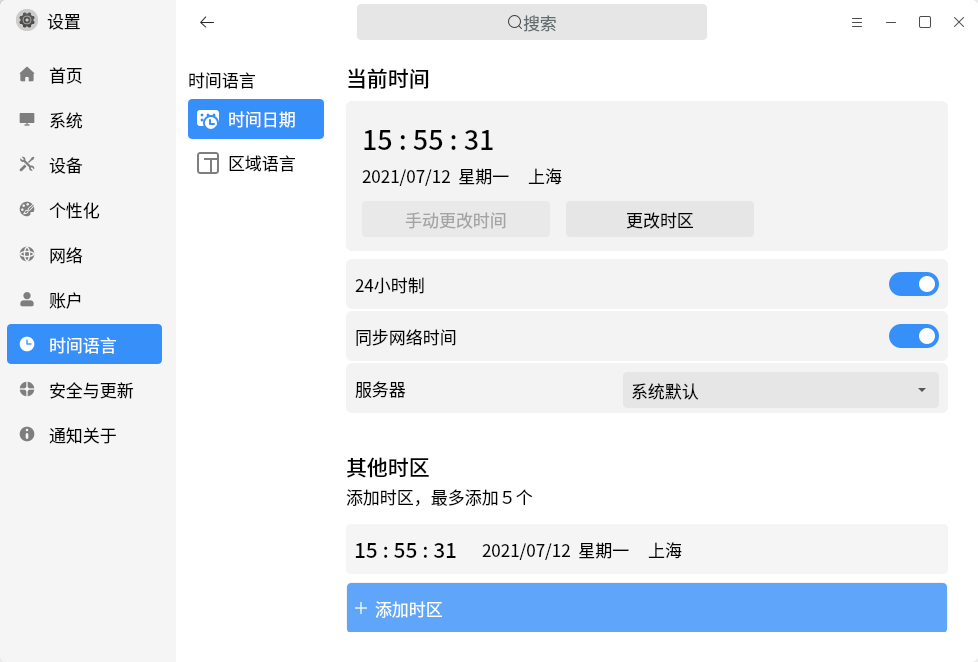 设置
搜索
首页
系统
设备
个性化
网络
账户
时间语言
安全与更新
通知关于
时间语言
时间日期
区域语言
当前时间
15 : 55 : 31
2021/07/12 星期一 上海
手动更改时间 更改时区
24小时制
同步网络时间
服务器 系统默认
其他时区
添加时区，最多添加５个
15 : 55 : 31 2021/07/12 星期一 上海
添加时区